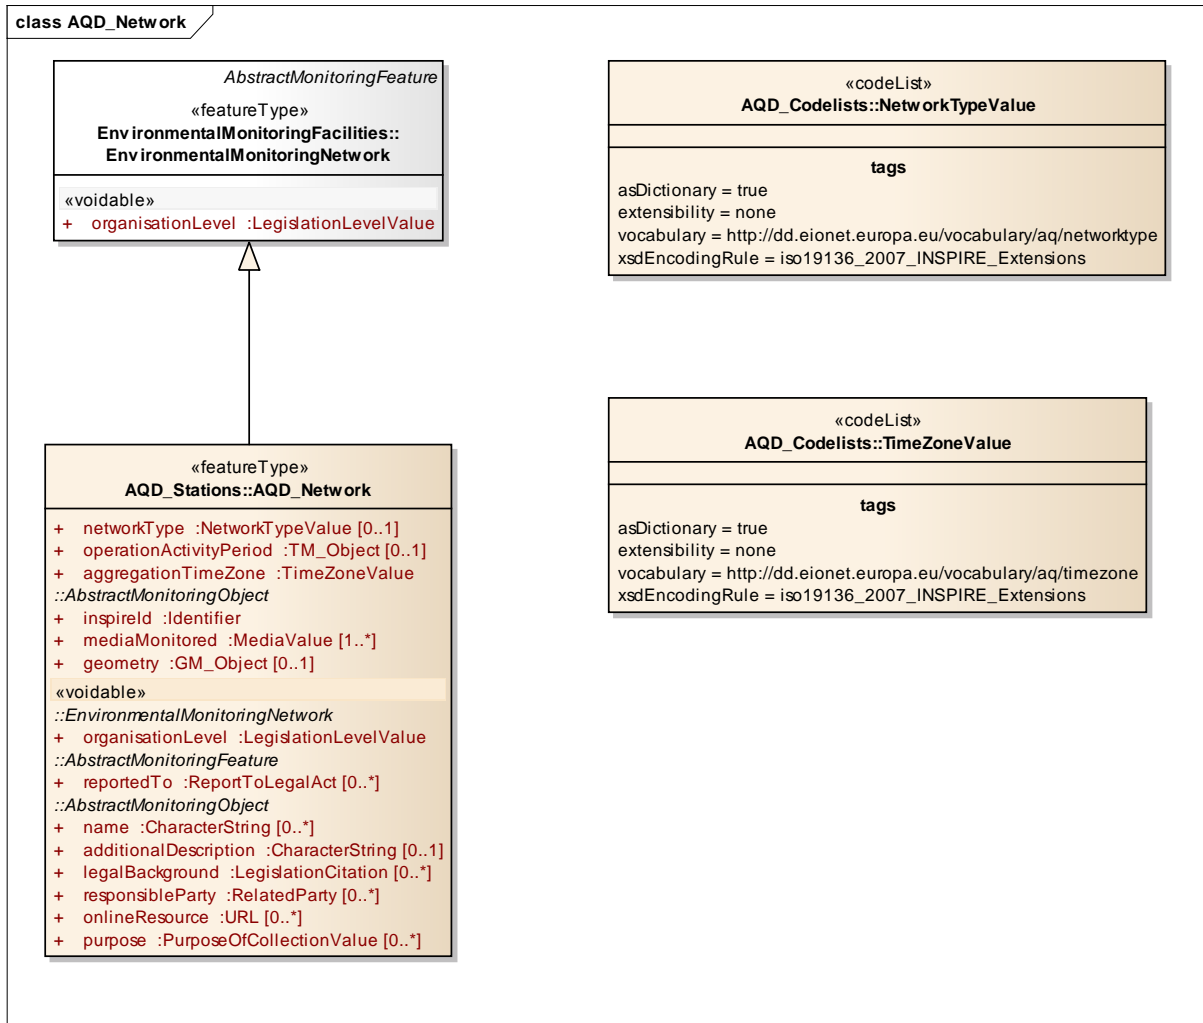 class AQD_Network
AbstractMonitoringFeature
«featureType»
EnvironmentalMonitoringFacilities::
EnvironmentalMonitoringNetwork
«voidable»
+ organisationLevel :LegislationLevelValue
«codeList»
AQD_Codelists::NetworkTypeValue
tags
asDictionary = true
extensibility = none
vocabulary = http://dd.eionet.europa.eu/vocabulary/aq/networktype
xsdEncodingRule = iso19136_2007_INSPIRE_Extensions
«codeList»
AQD_Codelists::TimeZoneValue
tags
asDictionary = true
extensibility = none
vocabulary = http://dd.eionet.europa.eu/vocabulary/aq/timezone
xsdEncodingRule = iso19136_2007_INSPIRE_Extensions
«featureType»
AQD_Stations::AQD_Network
+ networkType :NetworkTypeValue [0..1]
+ operationActivityPeriod :TM_Object [0..1]
+ aggregationTimeZone :TimeZoneValue
::AbstractMonitoringObject
+ inspireId :Identifier
+ mediaMonitored :MediaValue [1..*]
+ geometry :GM_Object [0..1]
«voidable»
::EnvironmentalMonitoringNetwork
+ organisationLevel :LegislationLevelValue
::AbstractMonitoringFeature
+ reportedTo :ReportToLegalAct [0..*]
::AbstractMonitoringObject
+ name :CharacterString [0..*]
+ additionalDescription :CharacterString [0..1]
+ legalBackground :LegislationCitation [0..*]
+ responsibleParty :RelatedParty [0..*]
+ onlineResource :URL [0..*]
+ purpose :PurposeOfCollectionValue [0..*]